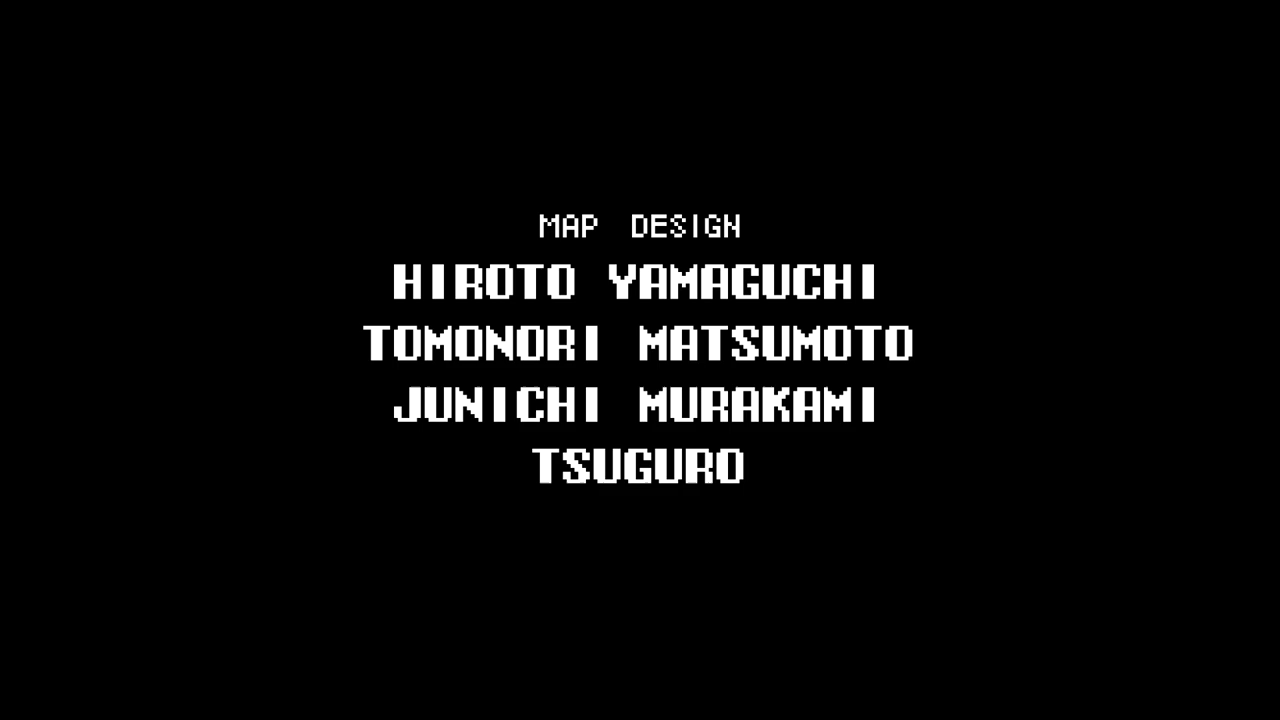 MAP DESIGN
HIROTO YAMAGUCHI
TOMONORI MATSUMOTO
JUNICHI MURAKAMI
TSUGURO